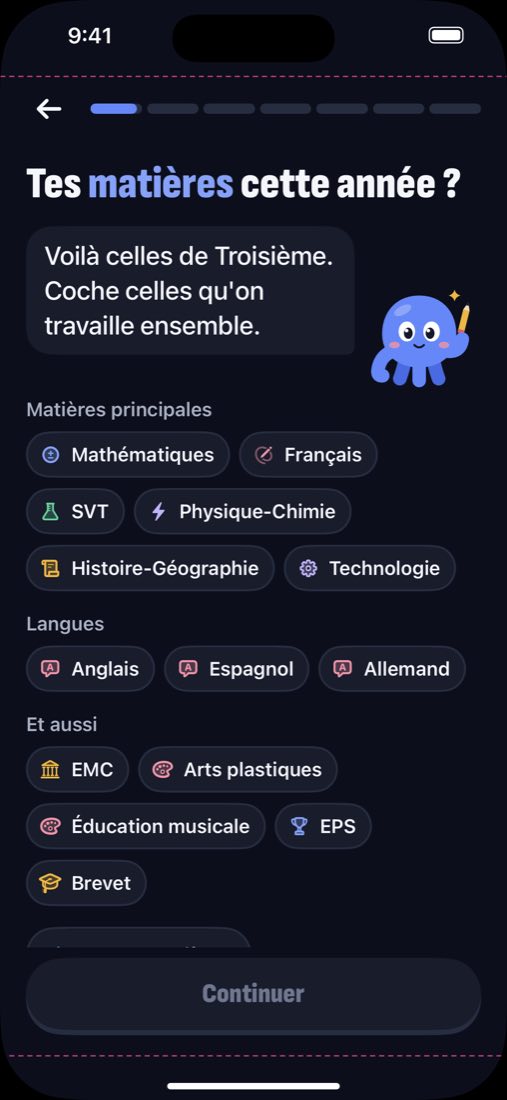 9:41
Tes matières cette année ?
Voilà celles de Troisième.
Coche celles qu'on
travaille ensemble.
Matières principales
Mathématiques
Français
SVT
Physique-Chimie
Histoire-Géographie
Technologie
Langues
Anglais
Espagnol
Allemand
Et aussi
EMC
Arts plastiques
Éducation musicale
EPS
Brevet
Continuer